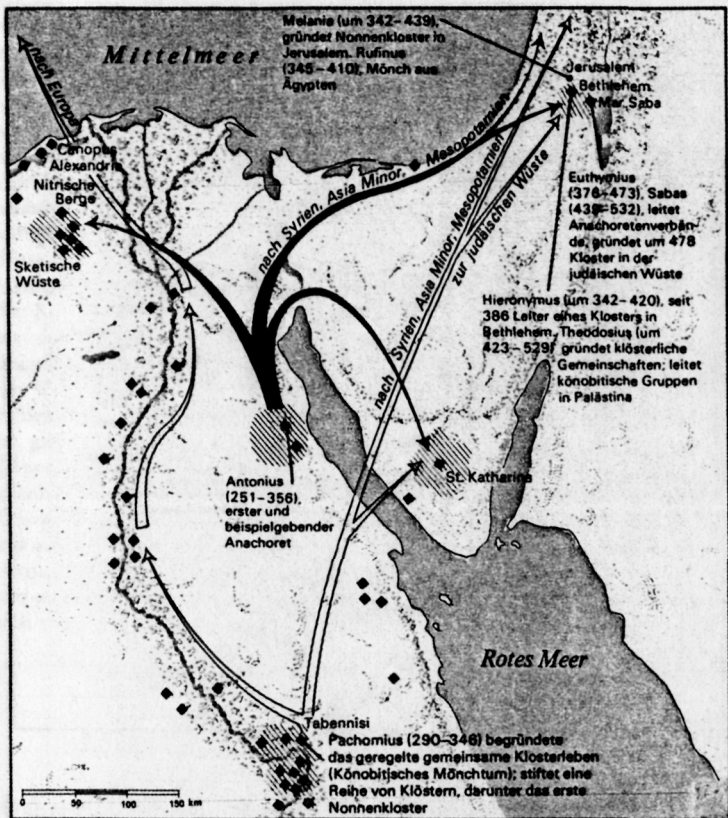 Melania (um 342–439),
gründet Nonnenkloster in
Jerusalem. Rufinus
(345–410), Mönch aus
Ägypten
Mittelmeer
nach Europa
Jerusalem
Bethlehem
Mar Saba
Canopus
Alexandria
Nitrische
Berge
Sketische
Wüste
nach Syrien, Asia Minor, Mesopotamien
nach Syrien, Asia Minor, Mesopotamien
zur judäischen Wüste
Euthymius
(376–473), Sabas
(439–532), leitet
Anachoretenverbän-
de, gründet um 478
Kloster in der
judäischen Wüste
Hieronymus (um 342–420), seit
386 Leiter eines Klosters in
Bethlehem. Theodosius (um
423–529) gründet klösterliche
Gemeinschaften; leitet
könobitische Gruppen
in Palästina
Antonius
(251–356),
erster und
beispielgebender
Anachoret
St. Katharina
Rotes Meer
Tabennisi
Pachomius (290–346) begründete
das geregelte gemeinsame Klosterleben
(Könobitisches Mönchtum); stiftet eine
Reihe von Klöstern, darunter das erste
Nonnenkloster
0 50 100 150 km